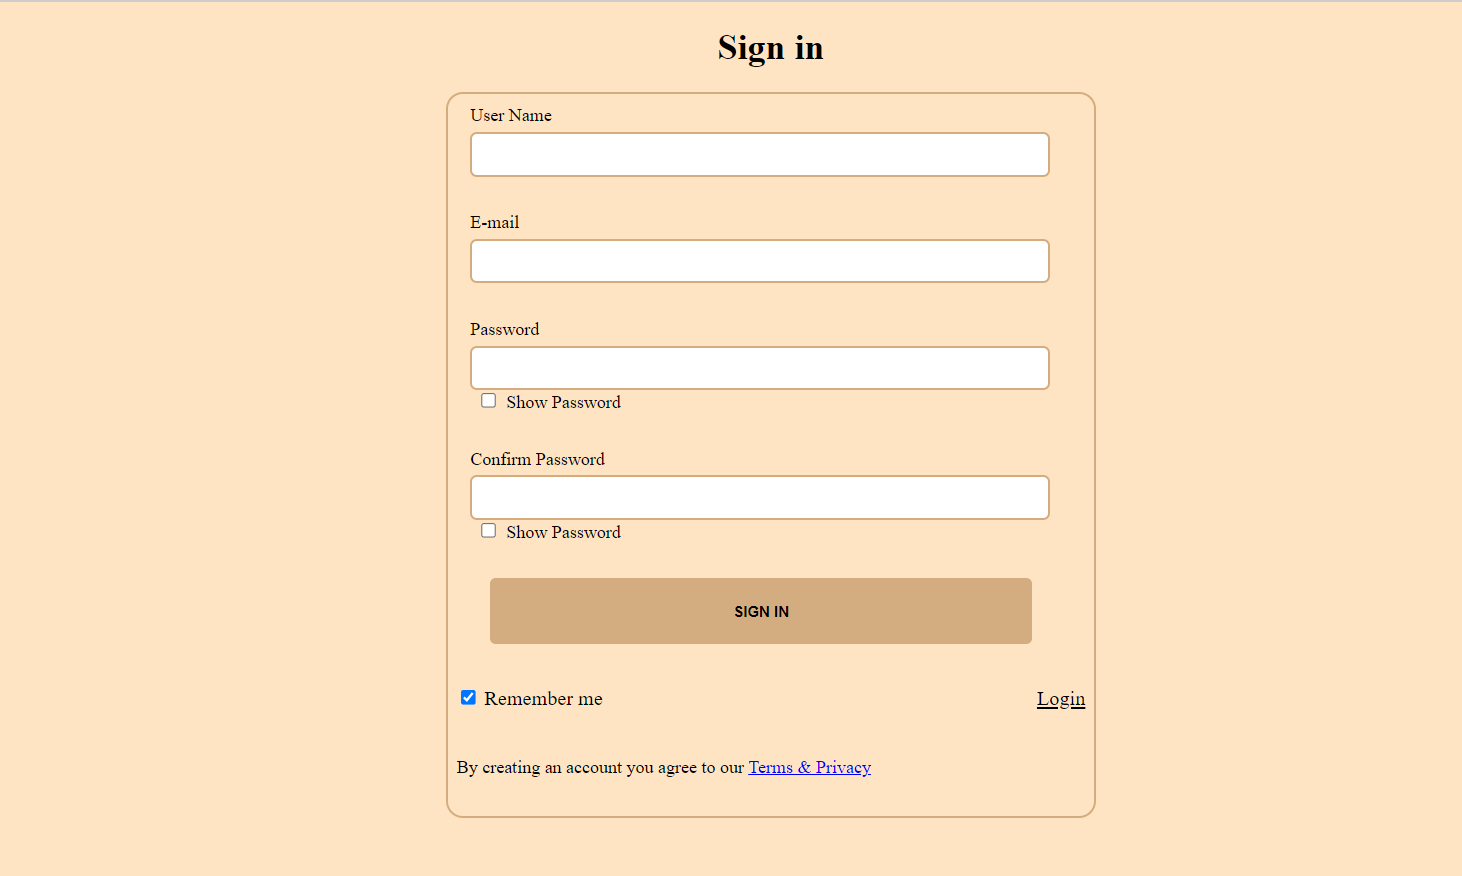 Sign in
User Name
E-mail
Password
Show Password
Confirm Password
Show Password
SIGN IN
Remember me
Login
By creating an account you agree to our Terms & Privacy